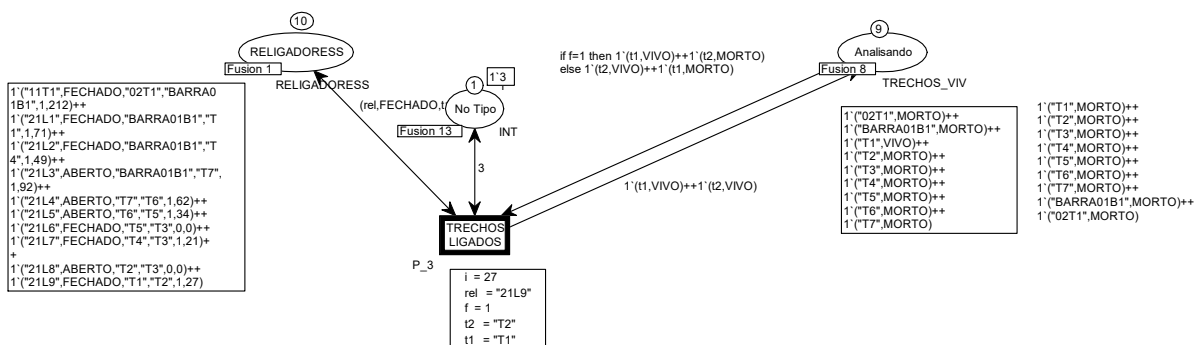 10
RELIGADORESS
Fusion 1
RELIGADORESS
1`("11T1",FECHADO,"02T1","BARRA0
1B1",1,212)++
1`("21L1",FECHADO,"BARRA01B1","T
1",1,71)++
1`("21L2",FECHADO,"BARRA01B1","T
4",1,49)++
1`("21L3",ABERTO,"BARRA01B1","T7",
1,92)++
1`("21L4",ABERTO,"T7","T6",1,62)++
1`("21L5",ABERTO,"T6","T5",1,34)++
1`("21L6",FECHADO,"T5","T3",0,0)++
1`("21L7",FECHADO,"T4","T3",1,21)+
+
1`("21L8",ABERTO,"T2","T3",0,0)++
1`("21L9",FECHADO,"T1","T2",1,27)
(rel,FECHADO,t
1
1`3
No Tipo
Fusion 13
INT
3
TRECHOS
LIGADOS
P_3
i = 27
rel = "21L9"
f = 1
t2 = "T2"
t1 = "T1"
if f=1 then 1`(t1,VIVO)++1`(t2,MORTO)
else 1`(t2,VIVO)++1`(t1,MORTO)
1`(t1,VIVO)++1`(t2,VIVO)
9
Analisando
Fusion 8
TRECHOS_VIV
1`("02T1",MORTO)++
1`("BARRA01B1",MORTO)++
1`("T1",VIVO)++
1`("T2",MORTO)++
1`("T3",MORTO)++
1`("T4",MORTO)++
1`("T5",MORTO)++
1`("T6",MORTO)++
1`("T7",MORTO)
1`("T1",MORTO)++
1`("T2",MORTO)++
1`("T3",MORTO)++
1`("T4",MORTO)++
1`("T5",MORTO)++
1`("T6",MORTO)++
1`("T7",MORTO)++
1`("BARRA01B1",MORTO)++
1`("02T1",MORTO)